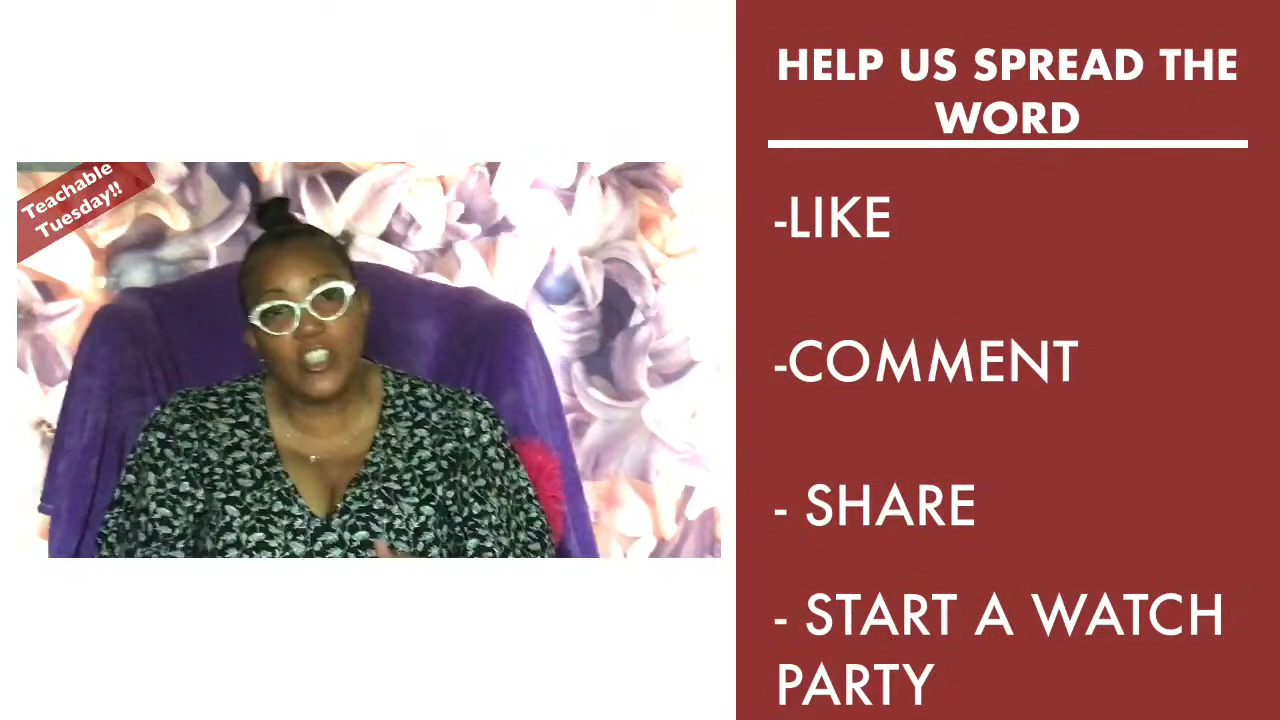 Teachable
Tuesday!!
HELP US SPREAD THE
WORD
-LIKE
-COMMENT
- SHARE
- START A WATCH
PARTY